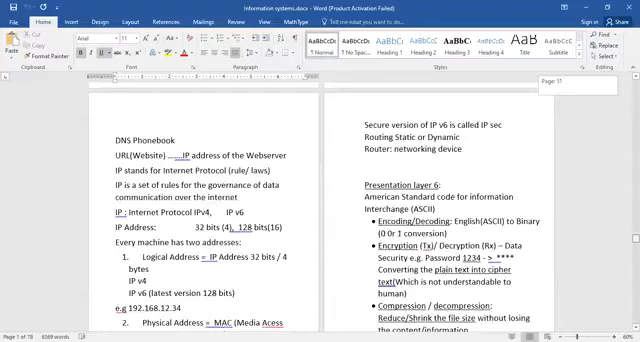 information systems.docx - Word (Product Activation Failed)
File Home Insert Design Layout References Mailings Review View MathType Tell me what you want to do...
Sign in Share
Cut
Copy
Format Painter
Paste
Clipboard
Arial 11
Font
Paragraph
AaBbCcDc AaBbCcDc AaBbC AaBbCc AaBbC AaBbCcI AaB AaBbCcD
¶ Normal ¶ No Spac... Heading 1 Heading 2 Heading 3 Heading 4 Title Subtitle
Styles
Find
Replace
Select
Editing
Page: 51
DNS Phonebook
URL(Website) .......IP address of the Webserver
IP stands for Internet Protocol (rule/ laws)
IP is a set of rules for the governance of data
communication over the internet
IP : Internet Protocol IPv4, IP v6
IP Address: 32 bits (4), 128 bits(16)
Every machine has two addresses:
1. Logical Address = IP Address 32 bits / 4
bytes
IP v4
IP v6 (latest version 128 bits)
e.g 192.168.12.34
2. Physical Address = MAC (Media Acess
Secure version of IP v6 is called IP sec
Routing Static or Dynamic
Router: networking device
Presentation layer 6:
American Standard code for information
Interchange (ASCII)
• Encoding/Decoding: English(ASCII) to Binary
(0 0r 1 conversion)
• Encryption (Tx)/ Decryption (Rx) – Data
Security e.g. Password 1234 - > ****
Converting the plain text into cipher
text(Which is not understandable to
human)
• Compression / decompression:
Reduce/Shrink the file size without losing
the content/information
Page 1 of 78 6269 words
60%